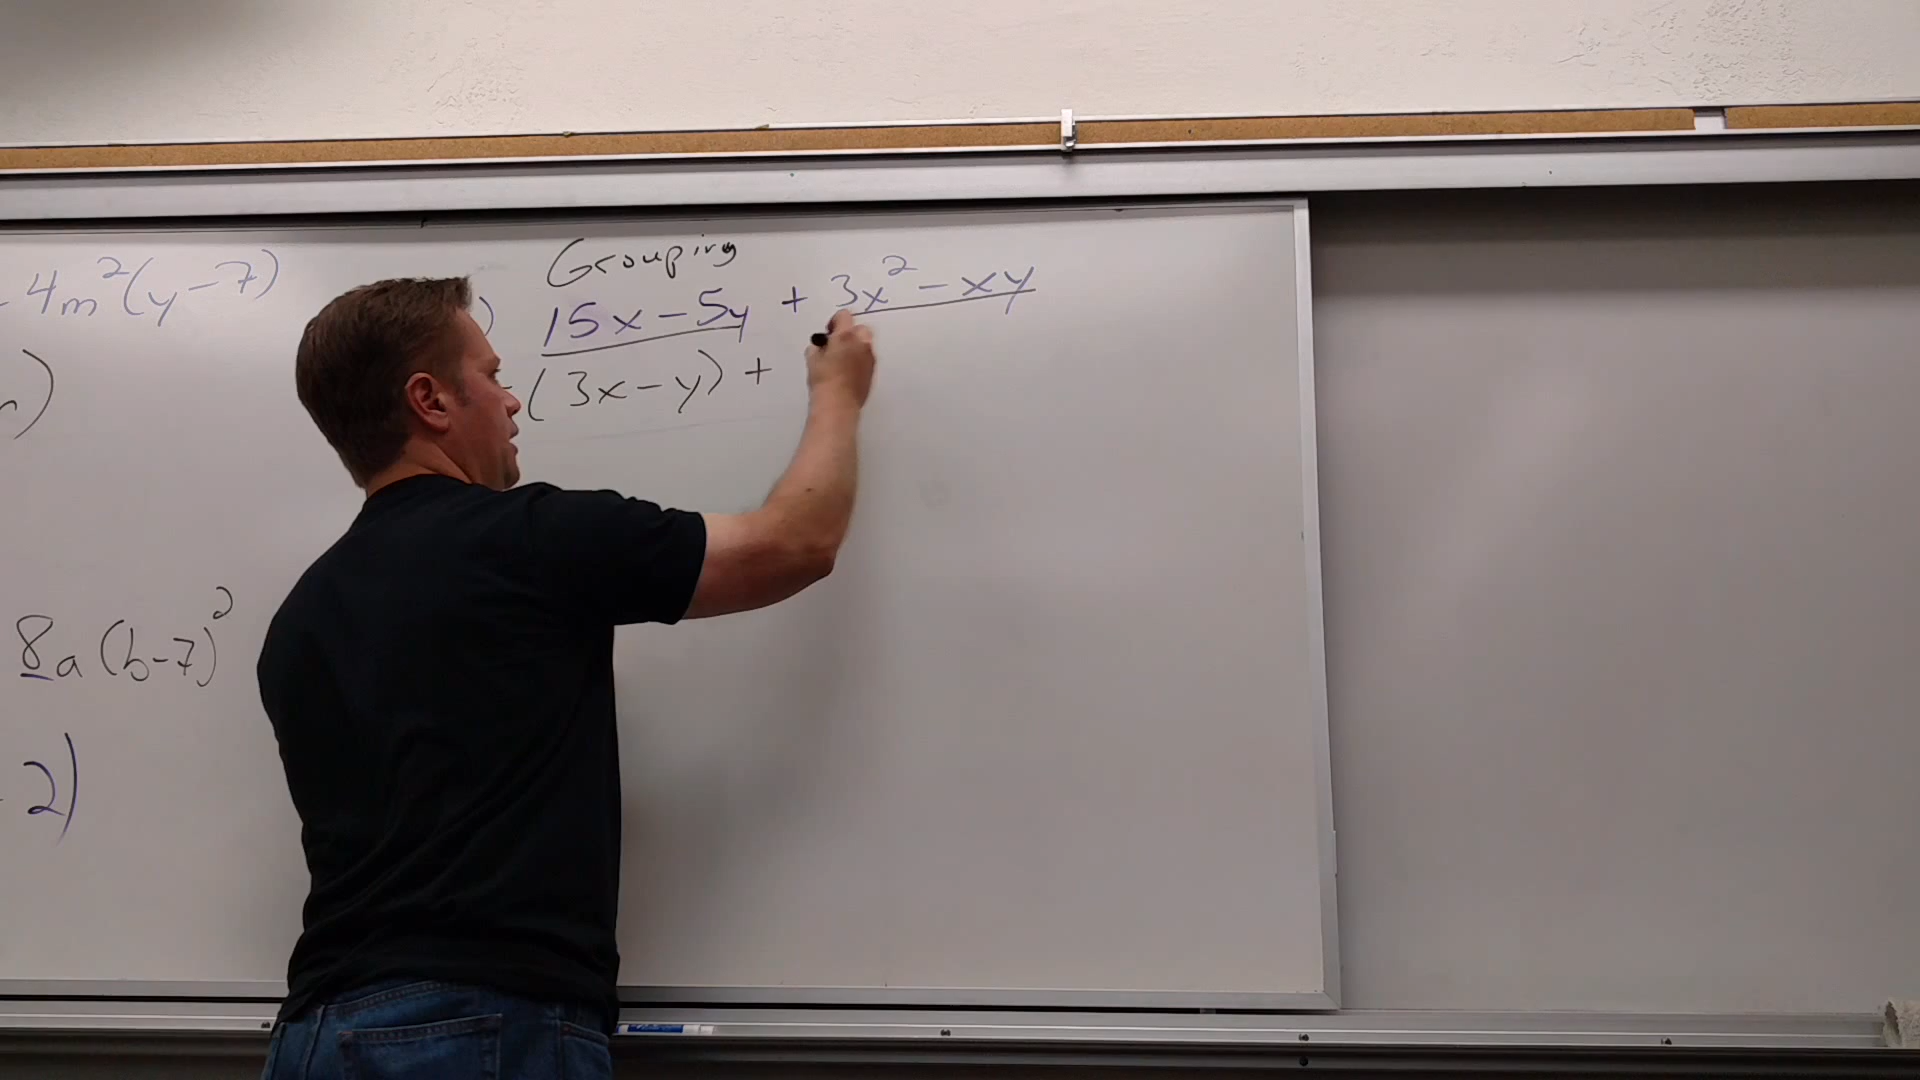 - 4m²(y-7)
Grouping
) 15x - 5y + 3x² - xy
(3x - y) +
)
8a (b-7)²
2)